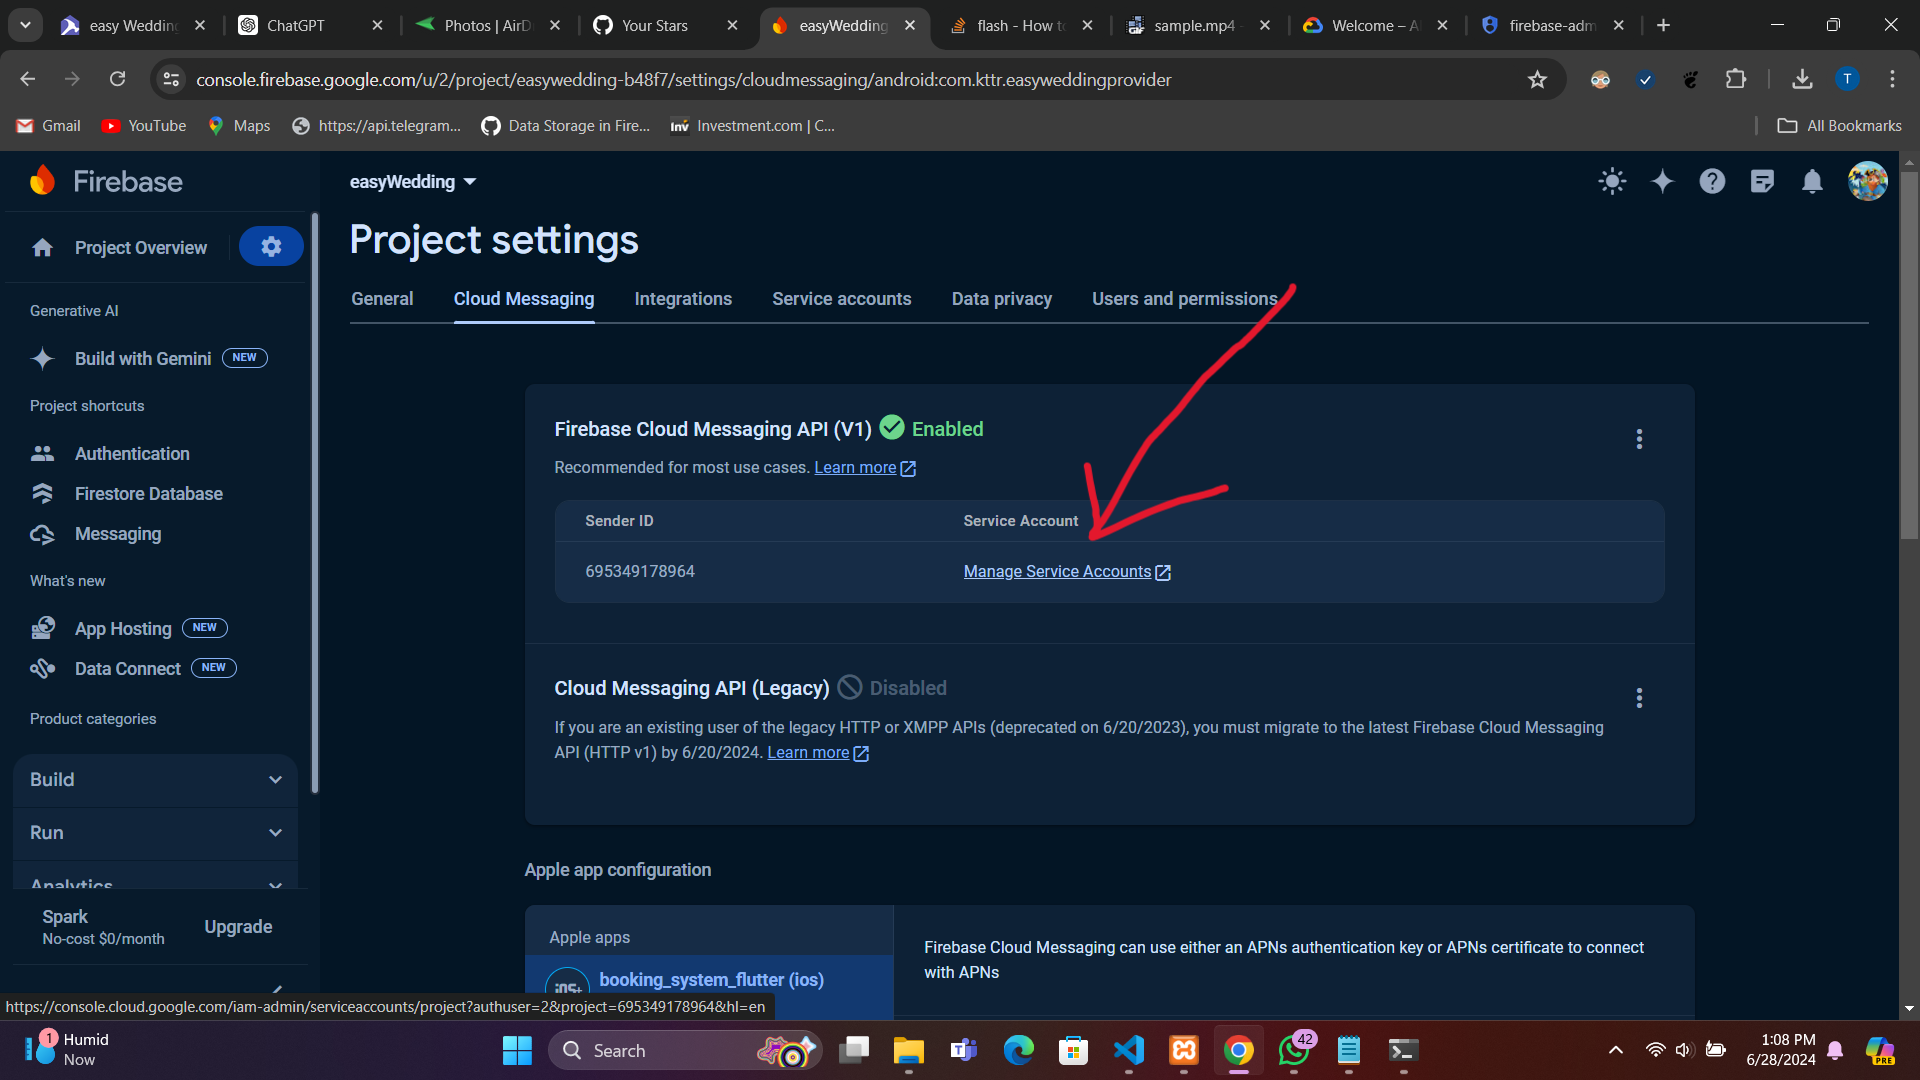 easy Wedding
ChatGPT
Photos | AirD
Your Stars
easyWedding
flash - How to
sample.mp4
Welcome – A
firebase-adm
console.firebase.google.com/u/2/project/easywedding-b48f7/settings/cloudmessaging/android:com.kttr.easyweddingprovider
T
Gmail
YouTube
Maps
https://api.telegram...
Data Storage in Fire...
Inv
Investment.com | C...
All Bookmarks
Firebase
easyWedding
Project Overview
Project settings
General
Cloud Messaging
Integrations
Service accounts
Data privacy
Users and permissions
Generative AI
Build with Gemini
NEW
Project shortcuts
Authentication
Firestore Database
Messaging
What's new
App Hosting
NEW
Data Connect
NEW
Product categories
Build
Run
Analytics
Spark
No-cost $0/month
Upgrade
Firebase Cloud Messaging API (V1)
Enabled
Recommended for most use cases. Learn more
Sender ID
Service Account
695349178964
Manage Service Accounts
Cloud Messaging API (Legacy)
Disabled
If you are an existing user of the legacy HTTP or XMPP APIs (deprecated on 6/20/2023), you must migrate to the latest Firebase Cloud Messaging
API (HTTP v1) by 6/20/2024. Learn more
Apple app configuration
Apple apps
iOS+
booking_system_flutter (ios)
Firebase Cloud Messaging can use either an APNs authentication key or APNs certificate to connect
with APNs
https://console.cloud.google.com/iam-admin/serviceaccounts/project?authuser=2&project=695349178964&hl=en
1
Humid
Now
Search
42
1:08 PM
6/28/2024
PRE